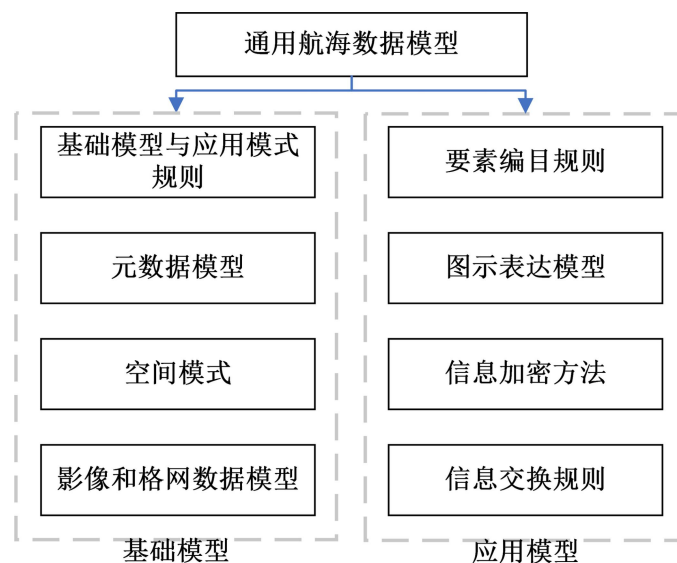 通用航海数据模型
基础模型与应用模式
规则
元数据模型
空间模式
影像和格网数据模型
基础模型
要素编目规则
图示表达模型
信息加密方法
信息交换规则
应用模型